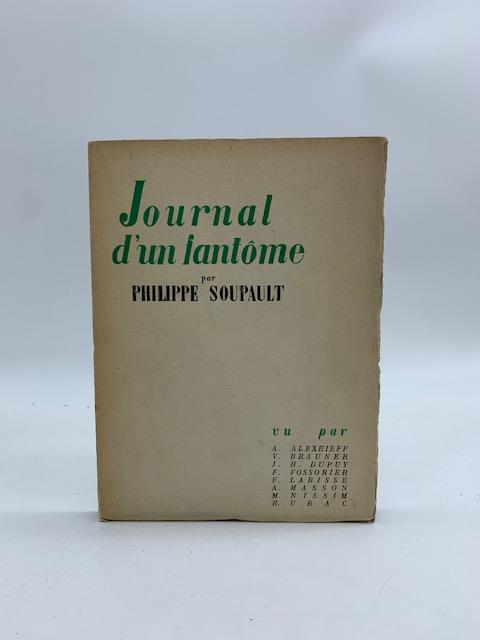 Journal
d'un fantôme
par
PHILIPPE SOUPAULT
vu par
A. ALEXEIEFF
V. BRAUNER
J. H. DUPUY
F. FOSSORIER
F. LABISSE
A. MASSON
M. NISSIM
R. UBAC